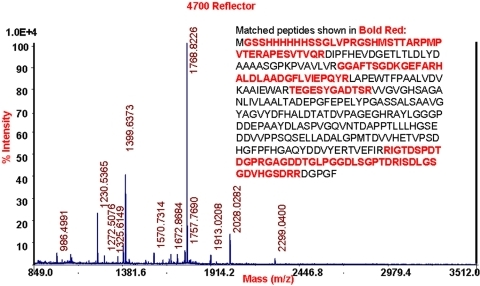 4700 Reflector
1.0E+4
100
90
80
70
60
50
40
30
20
10
0
% Intensity
849.0
1381.6
1914.2
2446.8
2979.4
3512.0
Mass (m/z)
986.4991
1230.5365
1272.5076
1325.6149
1399.6373
1570.7314
1672.8684
1757.7690
1768.8226
1913.0208
2028.0282
2299.0400
Matched peptides shown in Bold Red:
MGSSHHHHHHSSGLVPRGSHMSTTARPMP
VTERAPESVTVQRDIPFHEVDGETLTLDLYD
AAAASGPKPVAVLVRGGAFTSGDKGEFARH
ALDLAADGFLVIEPQYRLAPEWTFPAALVDV
KAAIEWARTEGESYGADTSRVVGVGHSAGA
NLIVLAALTADEPGFEPELYPGASSALSAAVG
YAGVYDFHALDTATDVPAGEGHRAYLGGGP
DDEPAAYDLASPVGQVNTDAPPTLLLHGSE
DDVVPPSQSELLADALGPMTDVVHETVPSD
HGFPFHGAQYDDVYERTVEFIRRIGTDSPDT
DGPRGAGDDTGLPGGDLSGPTDRISDLGS
GDVHGSDRRDGPGF